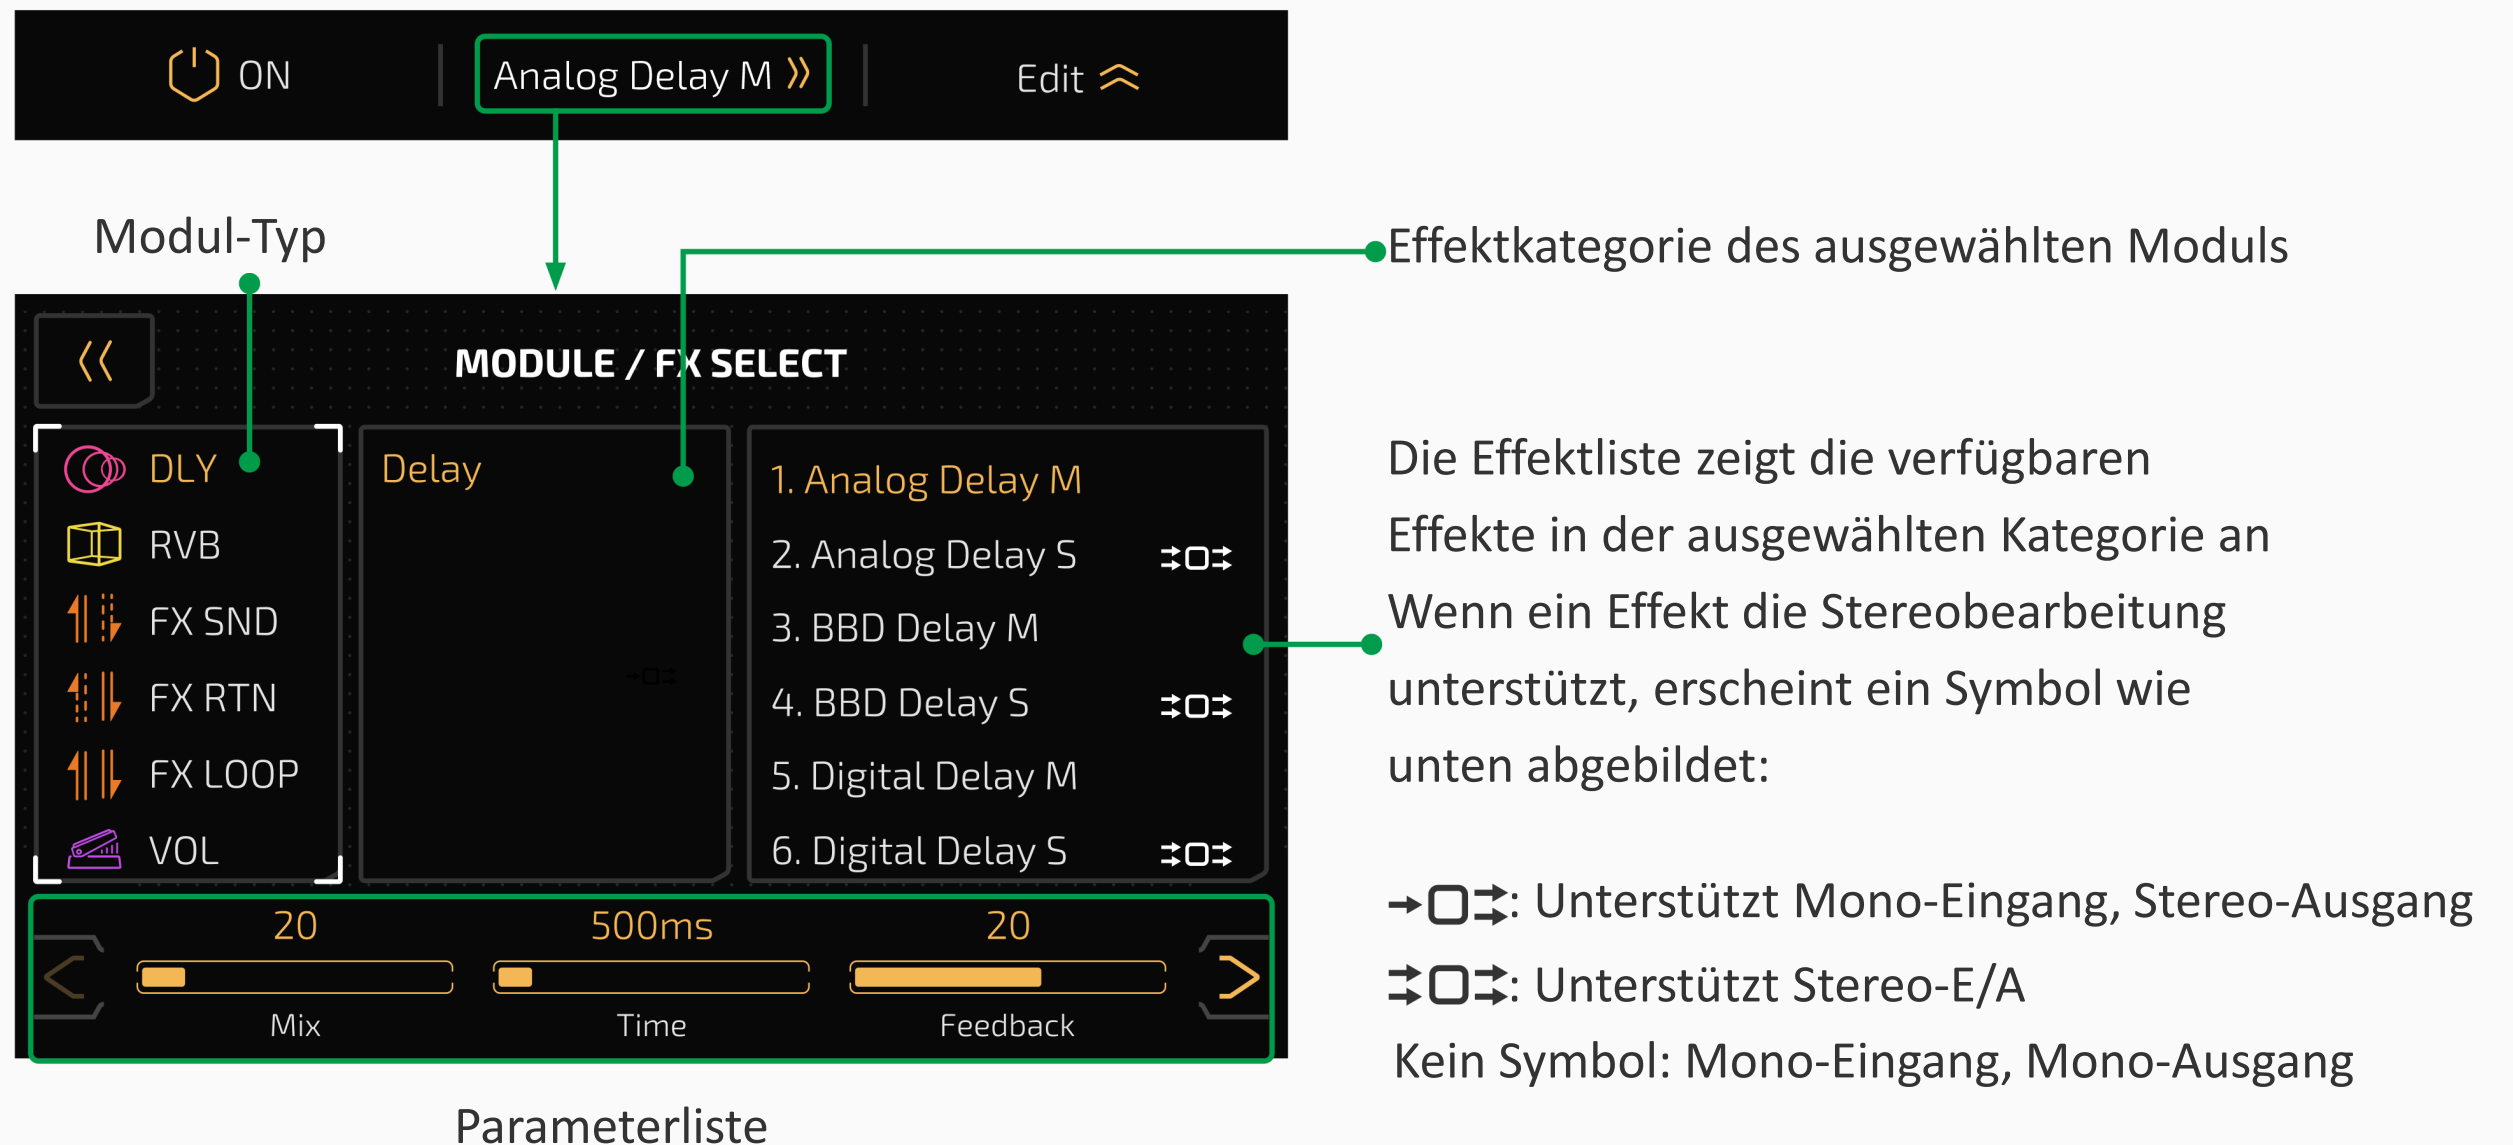 ON
Analog Delay M
Edit
Modul-Typ
Effektkategorie des ausgewählten Moduls
MODULE / FX SELECT
DLY
RVB
FX SND
FX RTN
FX LOOP
VOL
Delay
1. Analog Delay M
2. Analog Delay S
3. BBD Delay M
4. BBD Delay S
5. Digital Delay M
6. Digital Delay S
Die Effektliste zeigt die verfügbaren
Effekte in der ausgewählten Kategorie an
Wenn ein Effekt die Stereobearbeitung
unterstützt, erscheint ein Symbol wie
unten abgebildet:
: Unterstützt Mono-Eingang, Stereo-Ausgang
: Unterstützt Stereo-E/A
Kein Symbol: Mono-Eingang, Mono-Ausgang
20
500ms
20
Mix
Time
Feedback
Parameterliste